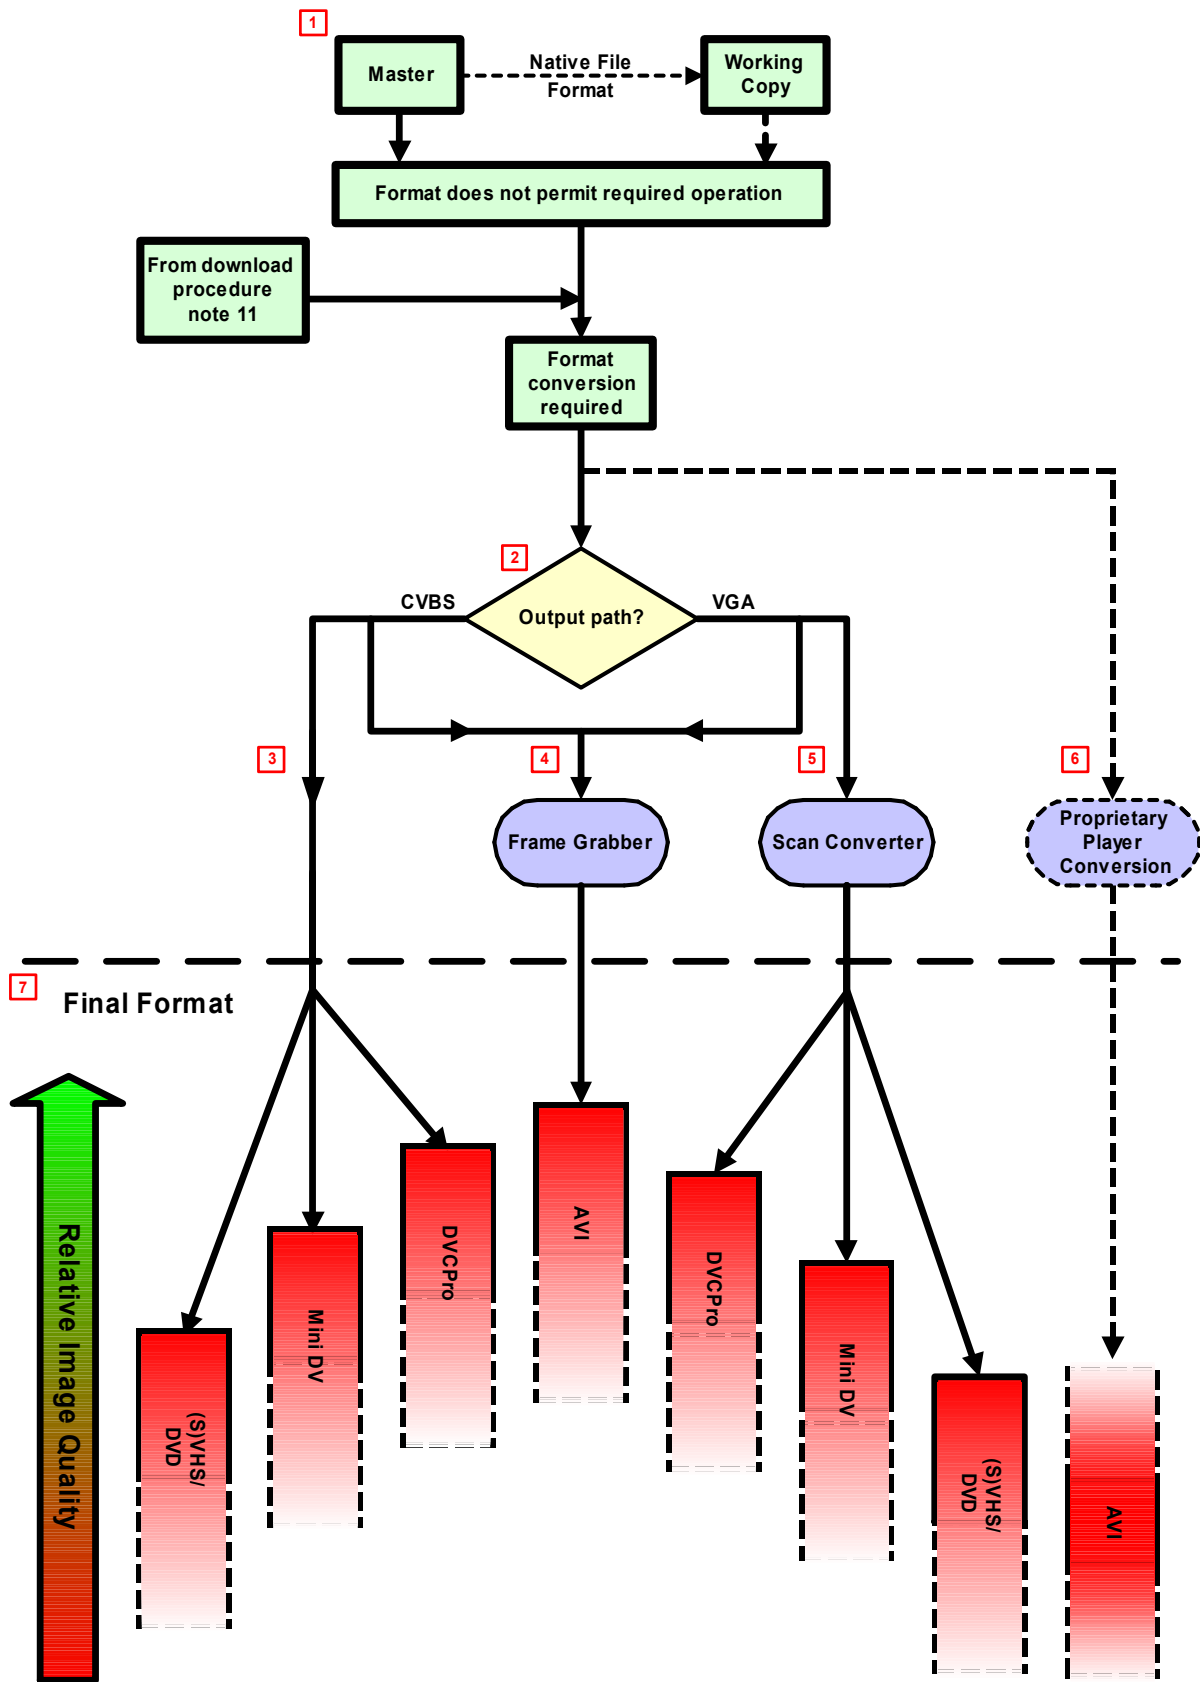 1
Master
Native File
Format
Working
Copy
Format does not permit required operation
From download
procedure
note 11
Format
conversion
required
2
CVBS
Output path?
VGA
3
4
5
6
Frame Grabber
Scan Converter
Proprietary
Player
Conversion
7
Final Format
Relative Image Quality
(S)VHS/
DVD
Mini DV
DVCPro
AVI
DVCPro
Mini DV
(S)VHS/
DVD
AVI